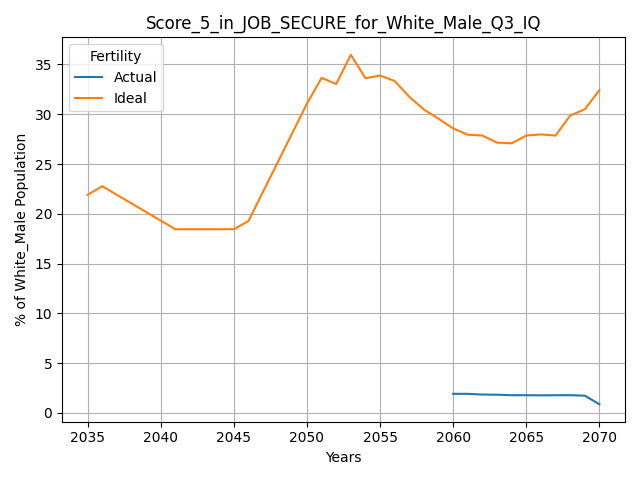 Score_5_in_JOB_SECURE_for_White_Male_Q3_IQ
Fertility
Actual
Ideal
% of White_Male Population
35
30
25
20
15
10
5
0
2035 2040 2045 2050 2055 2060 2065 2070
Years